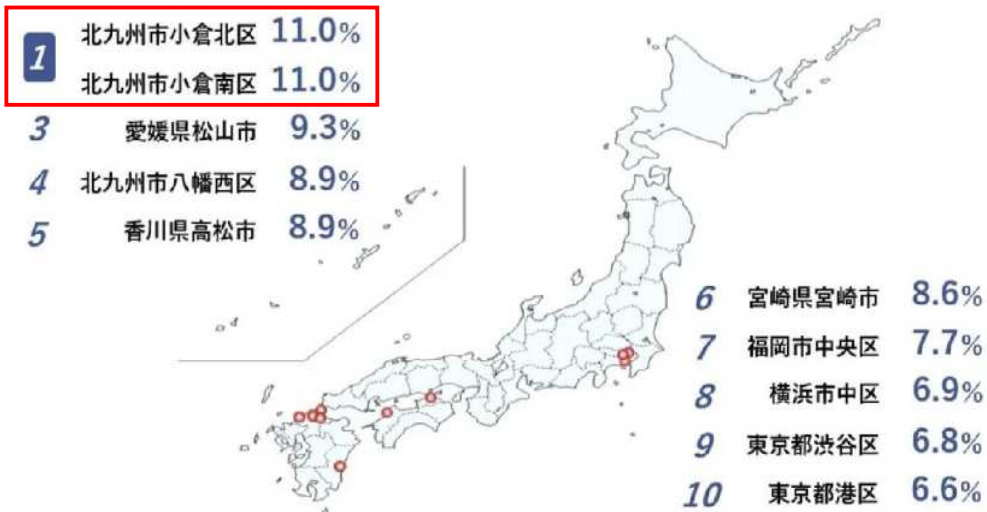 1
北九州市小倉北区 11.0%
北九州市小倉南区 11.0%
3 愛媛県松山市 9.3%
4 北九州市八幡西区 8.9%
5 香川県高松市 8.9%
6 宮崎県宮崎市 8.6%
7 福岡市中央区 7.7%
8 横浜市中区 6.9%
9 東京都渋谷区 6.8%
10 東京都港区 6.6%